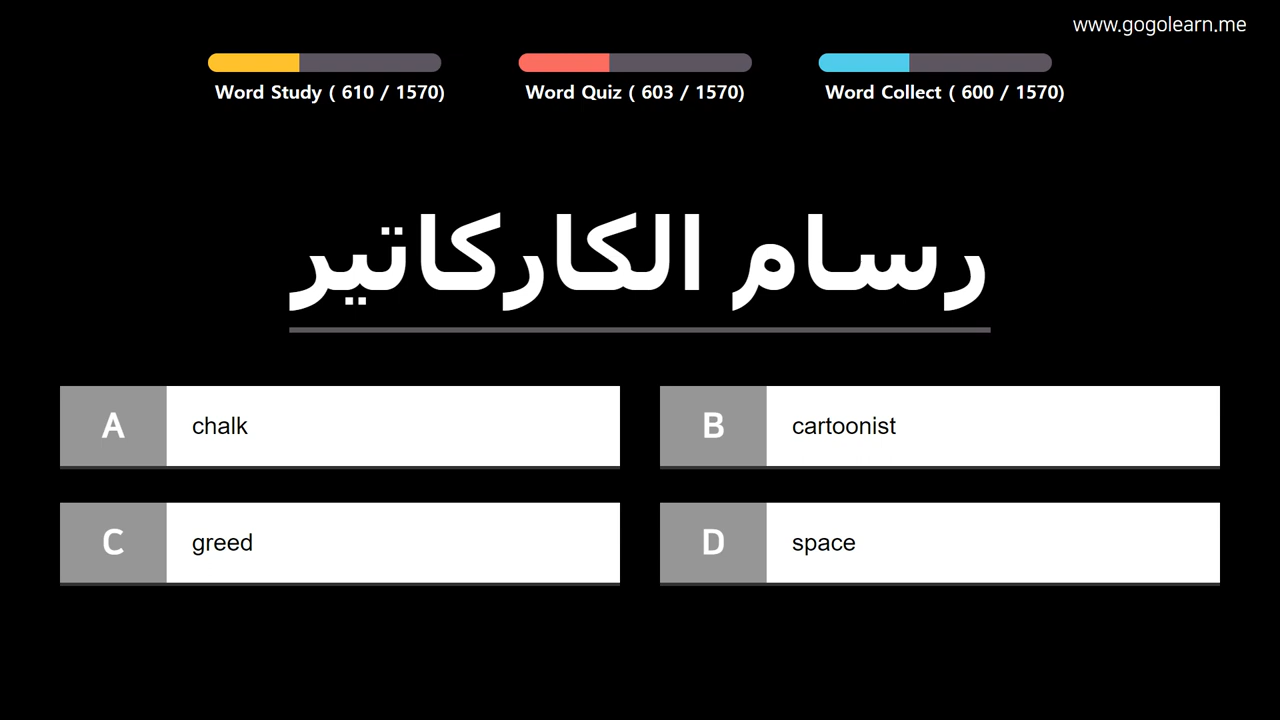 www.gogolearn.me
Word Study ( 610 / 1570)
Word Quiz ( 603 / 1570)
Word Collect ( 600 / 1570)
رسام الكاركاتير
A chalk
B cartoonist
C greed
D space